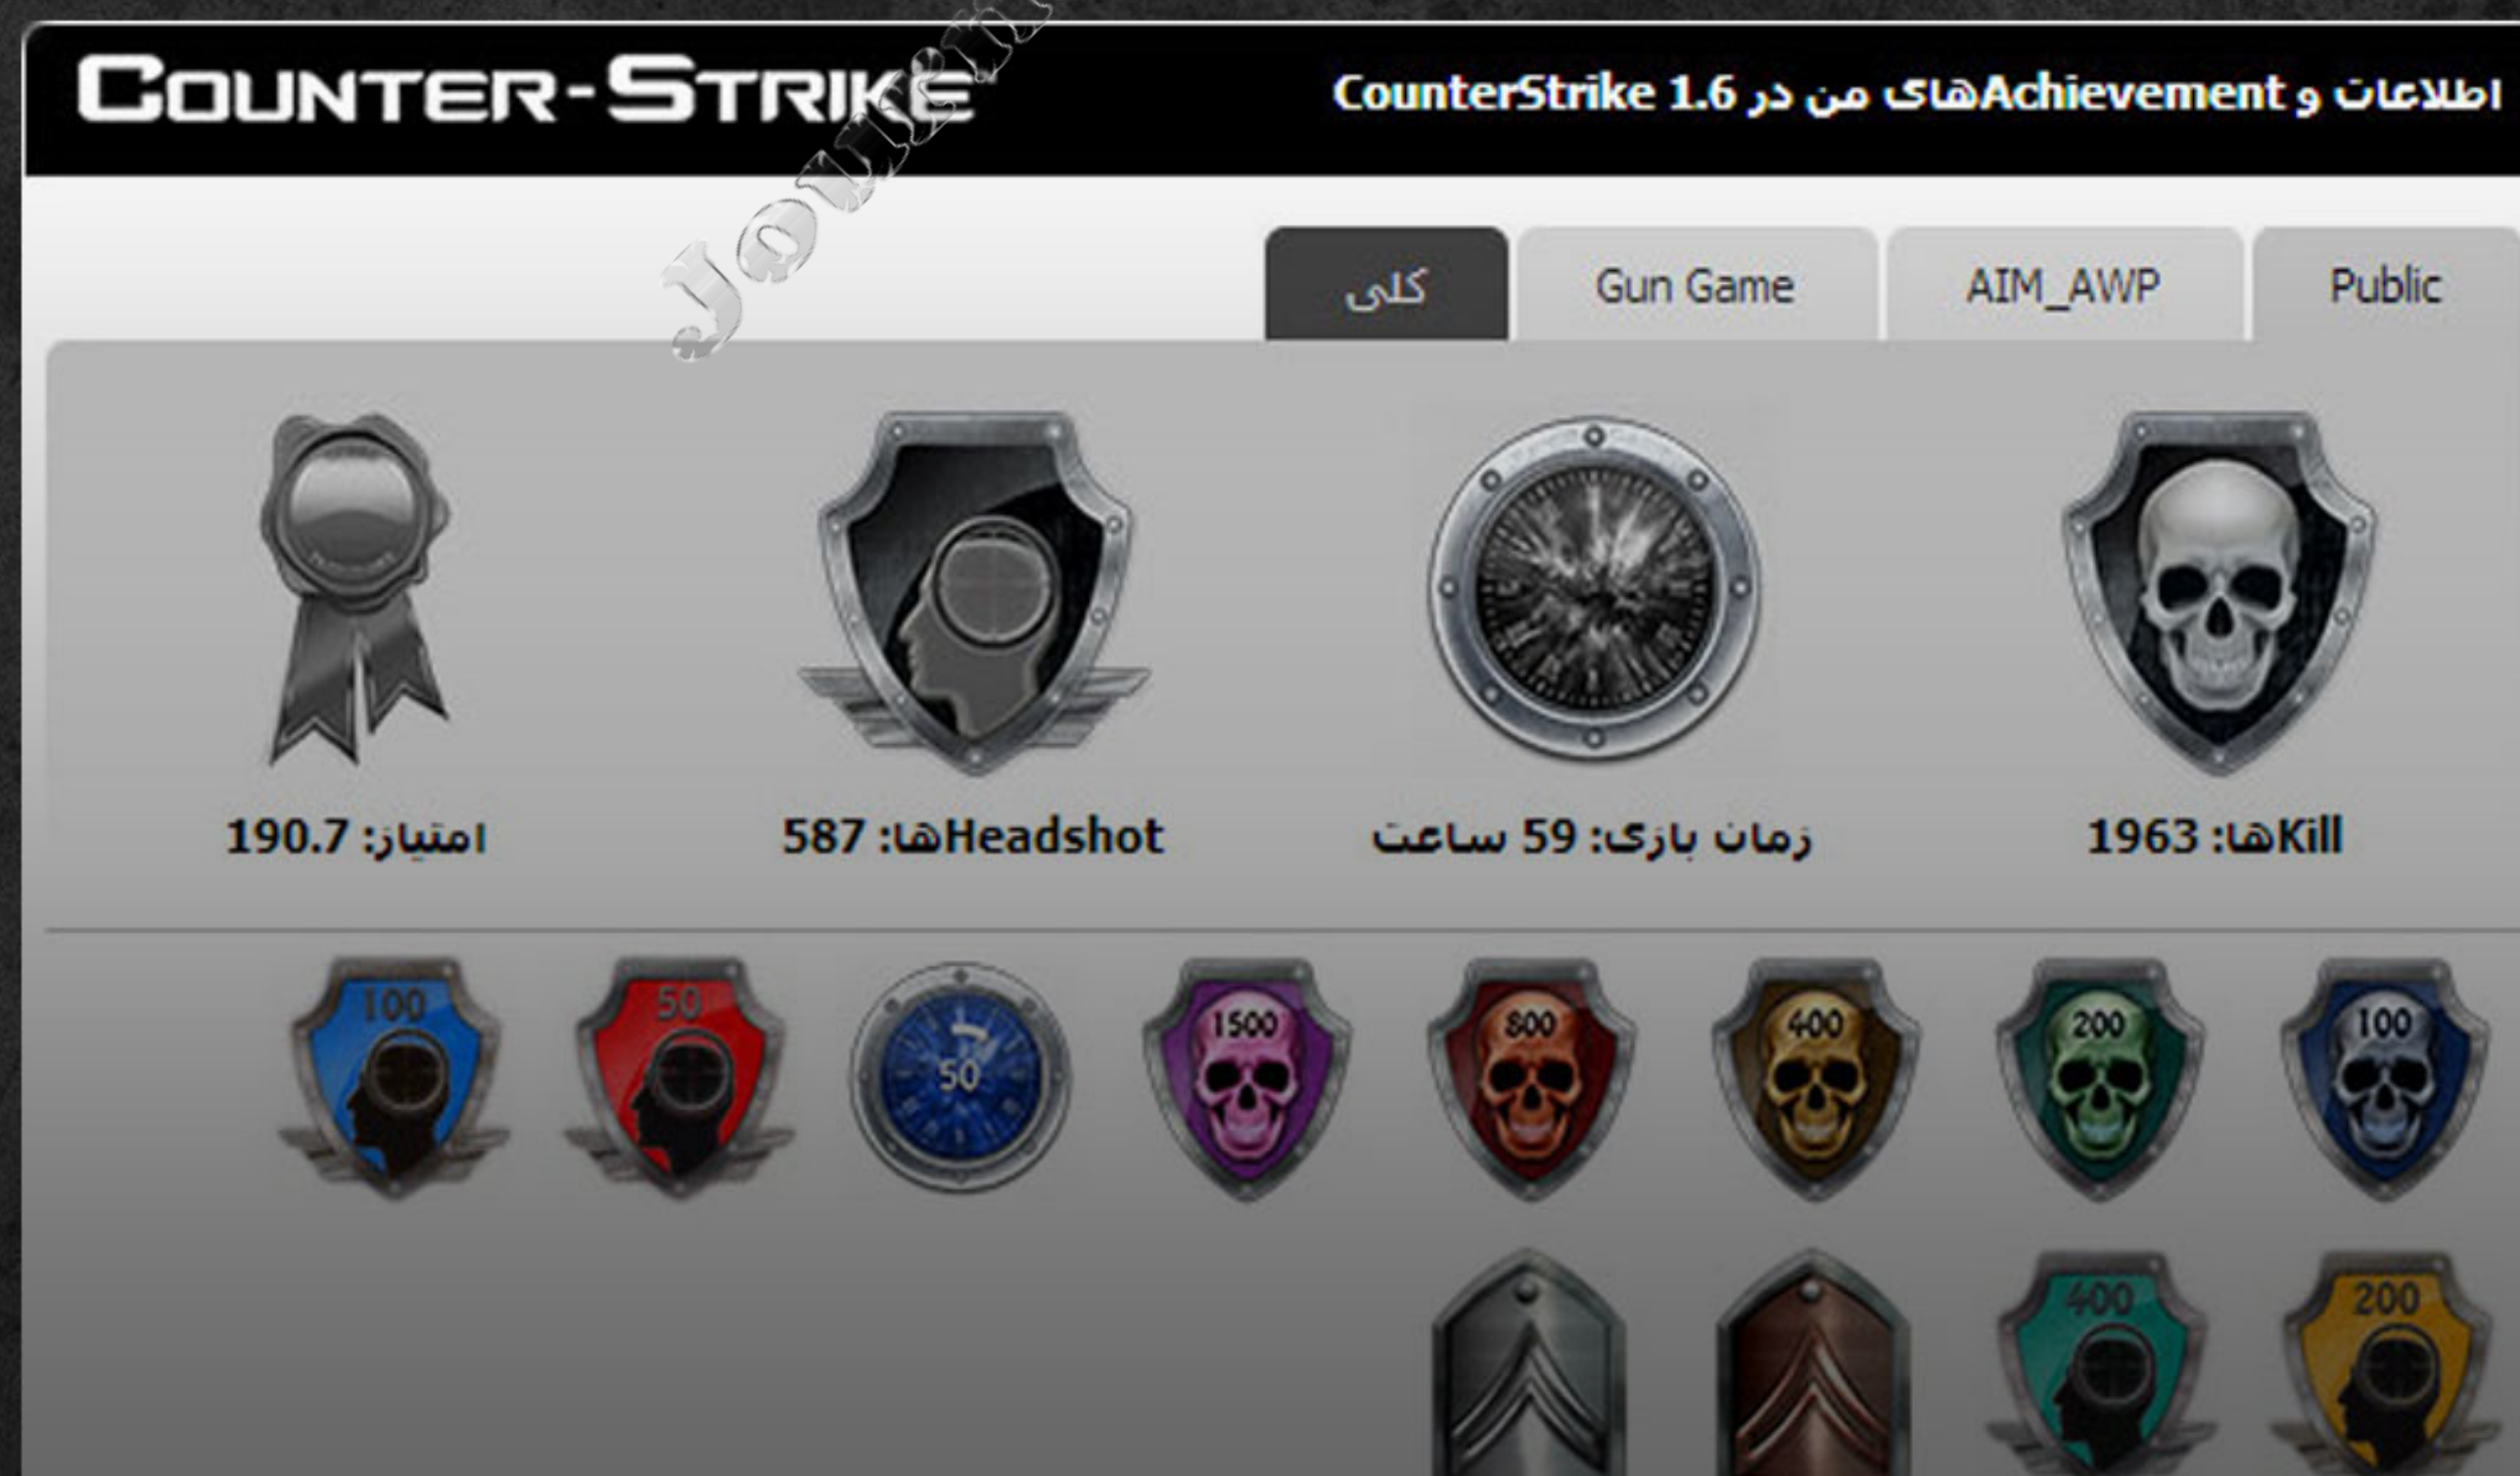 COUNTER-STRIKE
اطلاعات و Achievementهای من در CounterStrike 1.6
Public
AIM_AWP
Gun Game
کلی
Killها: 1963
زمان بازی: 59 ساعت
Headshotها: 587
امتیاز: 190.7
100
200
400
800
1500
50
50
100
200
400